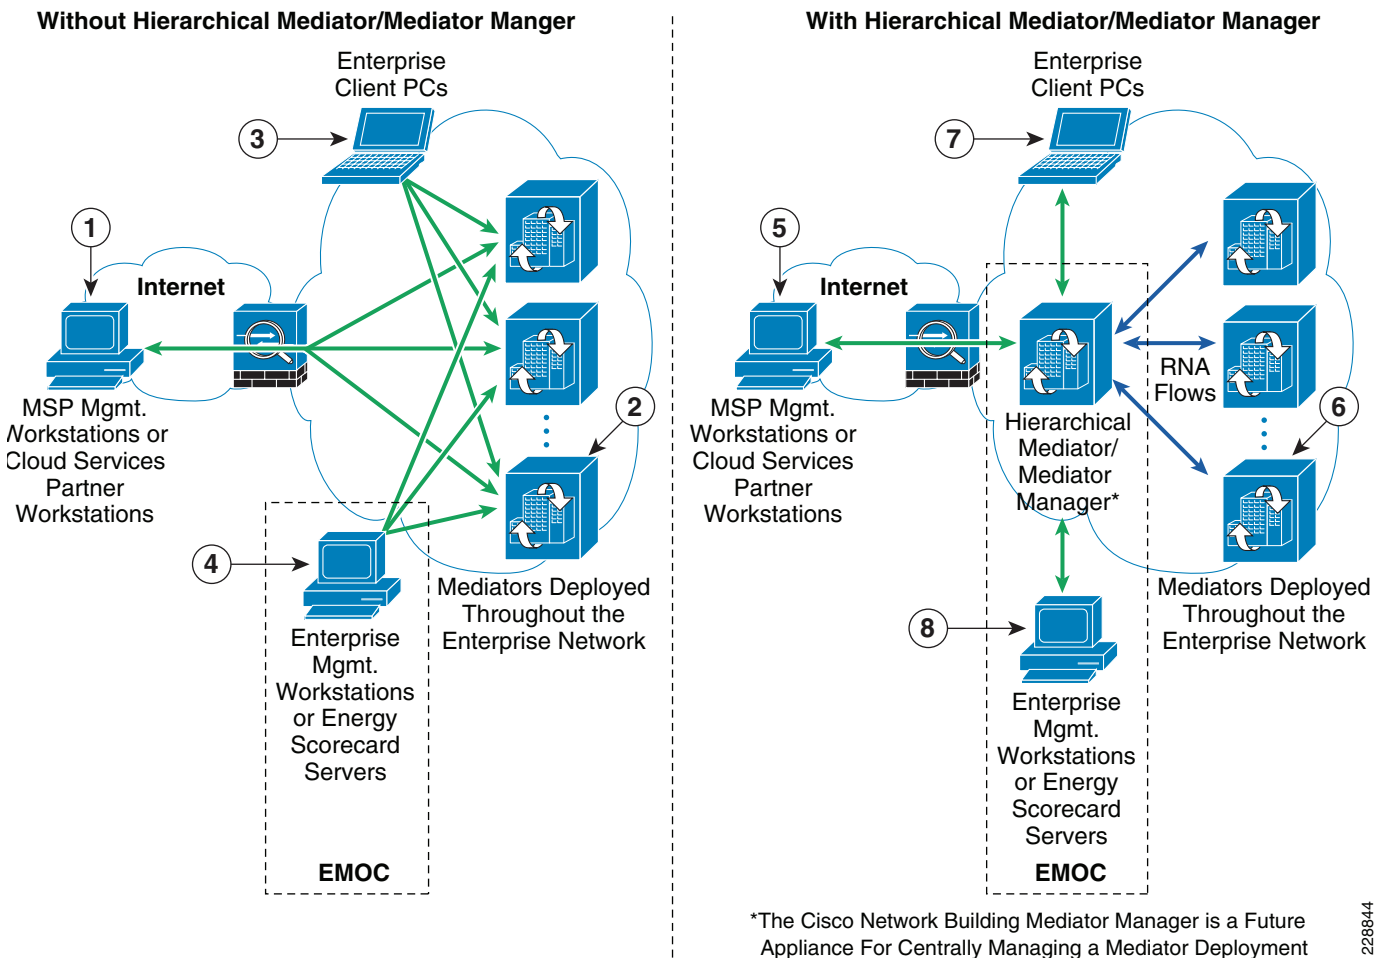 Without Hierarchical Mediator/Mediator Manger
Enterprise
Client PCs
3
1
Internet
MSP Mgmt.
Workstations or
Cloud Services
Partner
Workstations
2
4
Mediators Deployed
Throughout the
Enterprise Network
Enterprise
Mgmt.
Workstations
or Energy
Scorecard
Servers
EMOC
With Hierarchical Mediator/Mediator Manager
Enterprise
Client PCs
7
5
Internet
RNA
Flows
MSP Mgmt.
Workstations or
Cloud Services
Partner
Workstations
Hierarchical
Mediator/
Mediator
Manager*
6
Mediators Deployed
Throughout the
Enterprise Network
8
Enterprise
Mgmt.
Workstations
or Energy
Scorecard
Servers
EMOC
*The Cisco Network Building Mediator Manager is a Future
Appliance For Centrally Managing a Mediator Deployment
228844